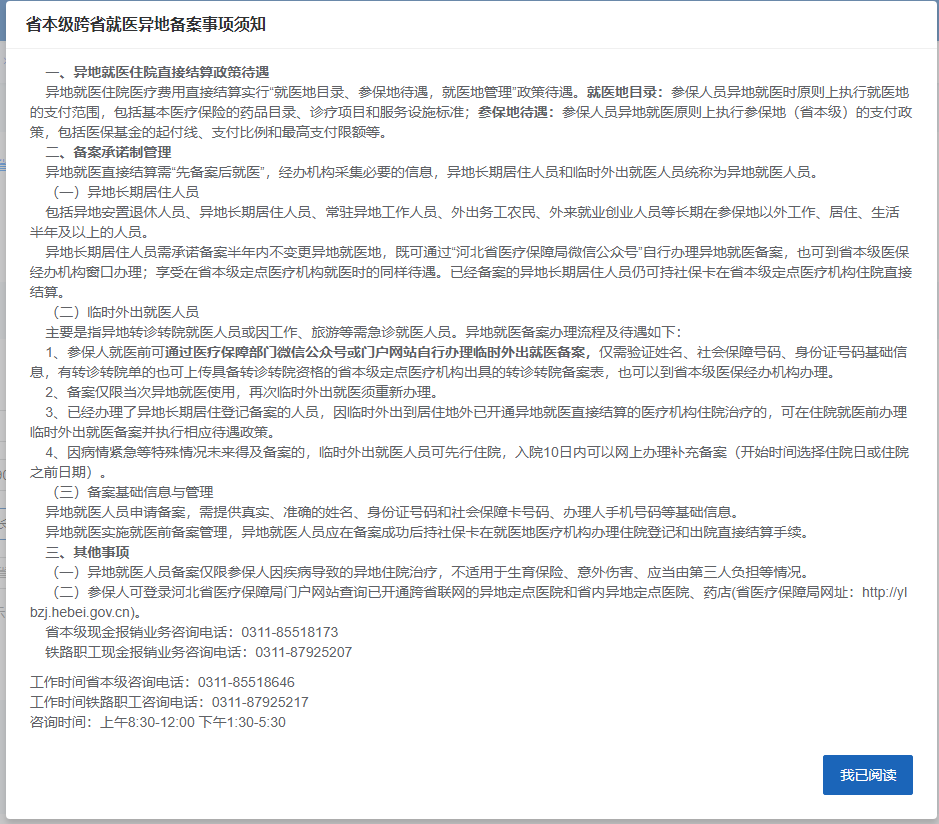 省本级跨省就医异地备案事项须知
一、异地就医住院直接结算政策待遇
异地就医住院医疗费用直接结算实行“就医地目录、参保地待遇，就医地管理”政策待遇。就医地目录：参保人员异地就医时原则上执行就医地
的支付范围，包括基本医疗保险的药品目录、诊疗项目和服务设施标准；参保地待遇：参保人员异地就医原则上执行参保地（省本级）的支付政
策，包括医保基金的起付线、支付比例和最高支付限额等。
二、备案承诺制管理
异地就医直接结算需“先备案后就医”，经办机构采集必要的信息，异地长期居住人员和临时外出就医人员统称为异地就医人员。
（一）异地长期居住人员
包括异地安置退休人员、异地长期居住人员、常驻异地工作人员、外出务工农民、外来就业创业人员等长期在参保地以外工作、居住、生活
半年及以上的人员。
异地长期居住人员需承诺备案半年内不变更异地就医地，既可通过“河北省医疗保障局微信公众号”自行办理异地就医备案，也可到省本级医保
经办机构窗口办理；享受在省本级定点医疗机构就医时的同样待遇。已经备案的异地长期居住人员仍可持社保卡在省本级定点医疗机构住院直接
结算。
（二）临时外出就医人员
主要是指异地转诊转院就医人员或因工作、旅游等需急诊就医人员。异地就医备案办理流程及待遇如下：
1、参保人就医前可通过医疗保障部门微信公众号或门户网站自行办理临时外出就医备案，仅需验证姓名、社会保障号码、身份证号码基础信
息，有转诊转院单的也可上传具备转诊转院资格的省本级定点医疗机构出具的转诊转院备案表，也可以到省本级医保经办机构办理。
2、备案仅限当次异地就医使用，再次临时外出就医须重新办理。
3、已经办理了异地长期居住登记备案的人员，因临时外出到居住地外已开通异地就医直接结算的医疗机构住院治疗的，可在住院就医前办理
临时外出就医备案并执行相应待遇政策。
4、因病情紧急等特殊情况未来得及备案的，临时外出就医人员可先行住院，入院10日内可以网上办理补充备案（开始时间选择住院日或住院
之前日期）。
（三）备案基础信息与管理
异地就医人员申请备案，需提供真实、准确的姓名、身份证号码和社会保障卡号码、办理人手机号码等基础信息。
异地就医实施就医前备案管理，异地就医人员应在备案成功后持社保卡在就医地医疗机构办理住院登记和出院直接结算手续。
三、其他事项
（一）异地就医人员备案仅限参保人因疾病导致的异地住院治疗，不适用于生育保险、意外伤害、应当由第三人负担等情况。
（二）参保人可登录河北省医疗保障局门户网站查询已开通跨省联网的异地定点医院和省内异地定点医院、药店(省医疗保障局网址：http://yl
bzj.hebei.gov.cn)。
省本级现金报销业务咨询电话：0311-85518173
铁路职工现金报销业务咨询电话：0311-87925207
工作时间省本级咨询电话：0311-85518646
工作时间铁路职工咨询电话：0311-87925217
咨询时间：上午8:30-12:00 下午1:30-5:30
我已阅读